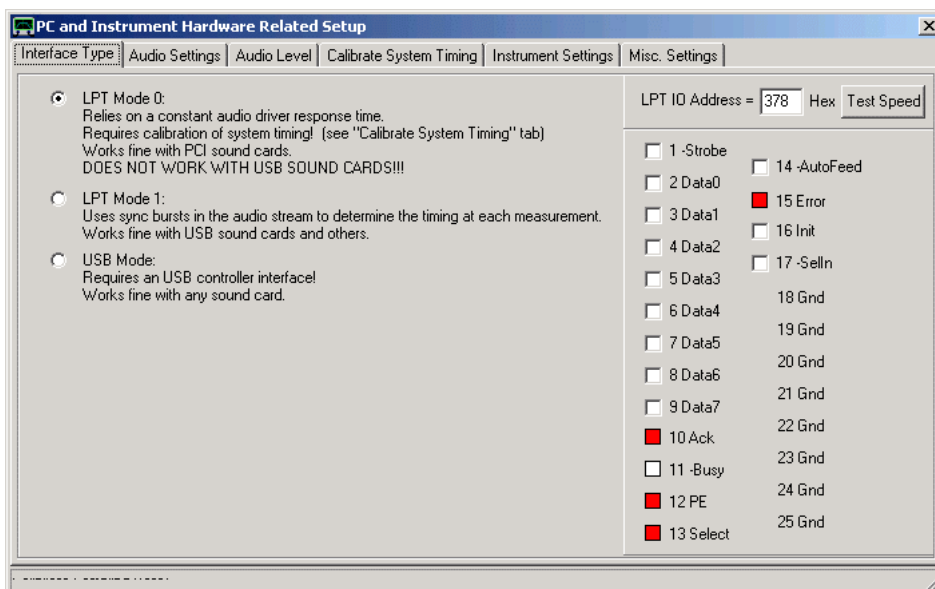 PC and Instrument Hardware Related Setup
Interface Type
Audio Settings
Audio Level
Calibrate System Timing
Instrument Settings
Misc. Settings
LPT Mode 0:
Relies on a constant audio driver response time.
Requires calibration of system timing! (see "Calibrate System Timing" tab)
Works fine with PCI sound cards.
DOES NOT WORK WITH USB SOUND CARDS!!!
LPT Mode 1:
Uses sync bursts in the audio stream to determine the timing at each measurement.
Works fine with USB sound cards and others.
USB Mode:
Requires an USB controller interface!
Works fine with any sound card.
LPT IO Address = 378 Hex Test Speed
1 -Strobe
2 Data0
3 Data1
4 Data2
5 Data3
6 Data4
7 Data5
8 Data6
9 Data7
10 Ack
11 -Busy
12 PE
13 Select
14 -AutoFeed
15 Error
16 Init
17 -SelIn
18 Gnd
19 Gnd
20 Gnd
21 Gnd
22 Gnd
23 Gnd
24 Gnd
25 Gnd